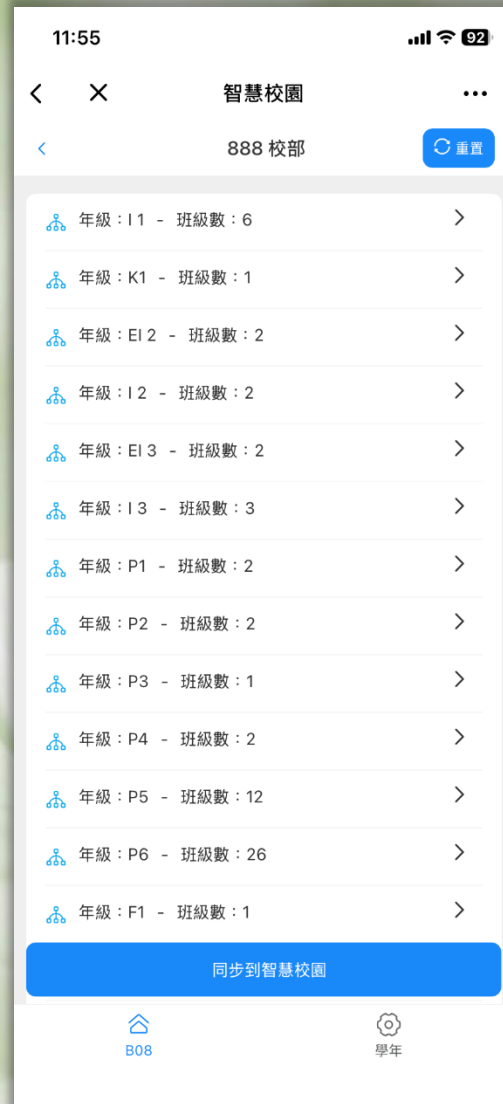 11:55
92
智慧校園
888 校部
重置
年級：I 1 - 班級數：6
年級：K1 - 班級數：1
年級：EI 2 - 班級數：2
年級：I 2 - 班級數：2
年級：EI 3 - 班級數：2
年級：I 3 - 班級數：3
年級：P1 - 班級數：2
年級：P2 - 班級數：2
年級：P3 - 班級數：1
年級：P4 - 班級數：2
年級：P5 - 班級數：12
年級：P6 - 班級數：26
年級：F1 - 班級數：1
同步到智慧校園
B08
學年